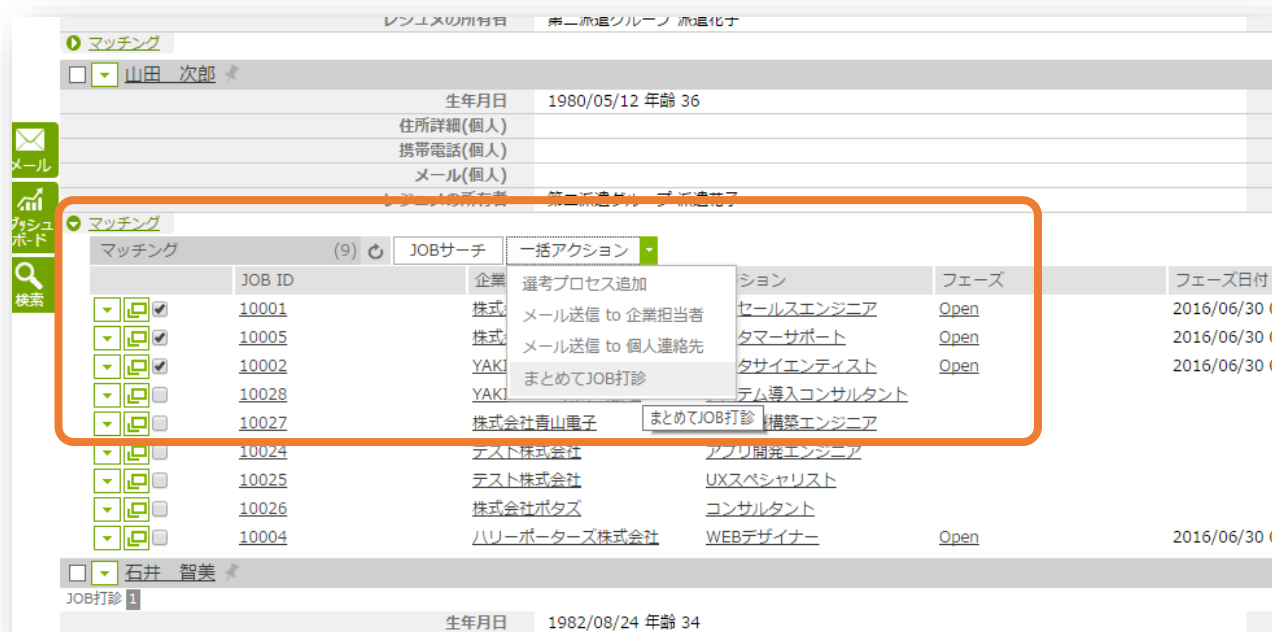 レジュメの所有者 第二派遣グループ 派遣花子
マッチング
山田 次郎
生年月日 1980/05/12 年齢 36
住所詳細(個人)
携帯電話(個人)
メール(個人)
レジュメの所有者 第二派遣グループ 派遣花子
メール
ダッシュ
ボード
検索
マッチング
マッチング (9) JOBサーチ 一括アクション
JOB ID 企業 ション フェーズ フェーズ日付
選考プロセス追加
メール送信 to 企業担当者
メール送信 to 個人連絡先
まとめてJOB打診
まとめてJOB打診
10001 株式 セールスエンジニア Open 2016/06/30
10005 株式 タマーサポート Open 2016/06/30
10002 YAKI タサイエンティスト Open 2016/06/30
10028 YAKI テム導入コンサルタント
10027 株式会社青山電子 構築エンジニア
10024 テスト株式会社 アプリ開発エンジニア
10025 テスト株式会社 UXスペシャリスト
10026 株式会社ポタズ コンサルタント
10004 ハリーポーターズ株式会社 WEBデザイナー Open 2016/06/30
石井 智美
JOB打診 1
生年月日 1982/08/24 年齢 34